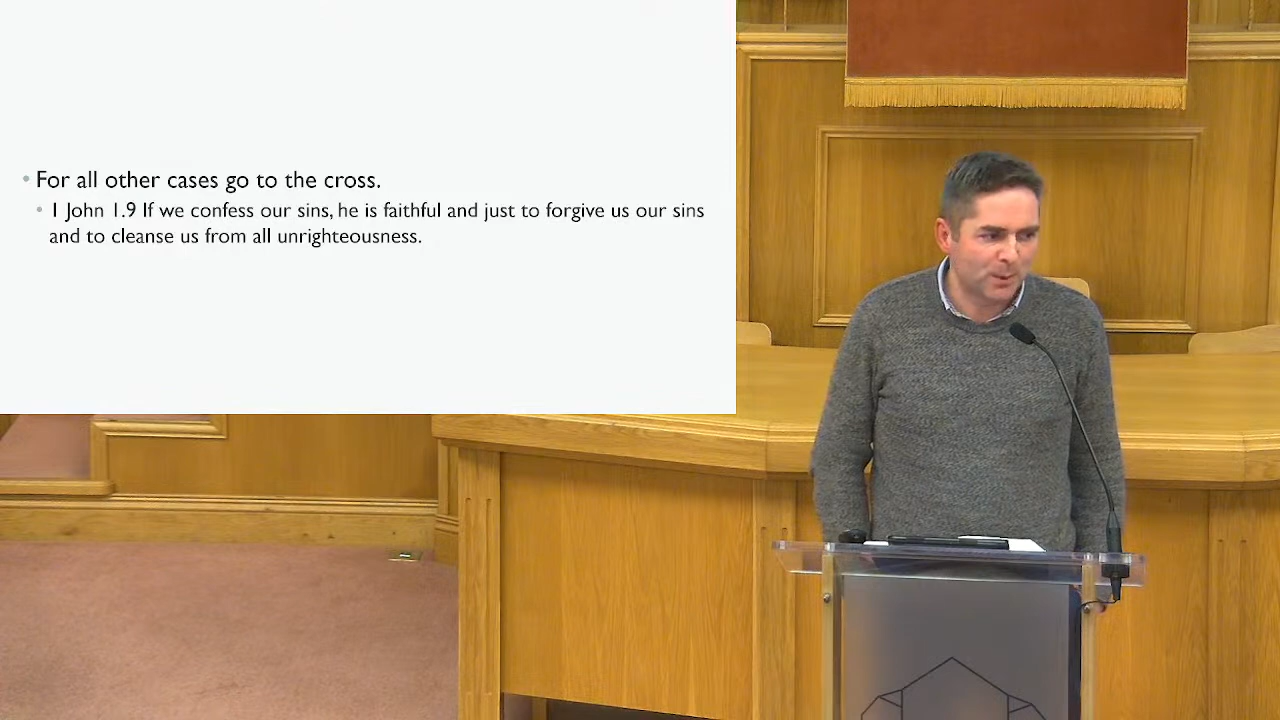 • For all other cases go to the cross.
• 1 John 1.9 If we confess our sins, he is faithful and just to forgive us our sins
and to cleanse us from all unrighteousness.